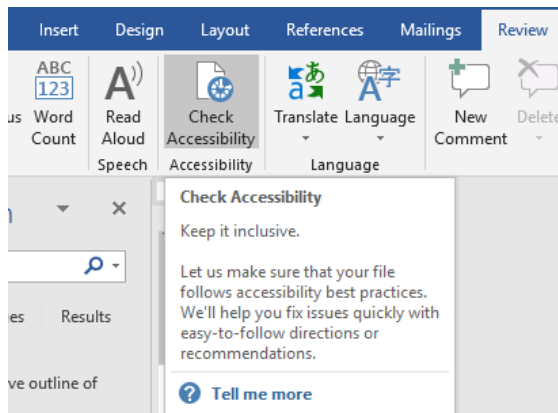 Insert Design Layout References Mailings Review
ABC
123
あ
a
字
A
A
us Word Read Check Translate Language New Delete
Count Aloud Accessibility Comment
Speech Accessibility Language
Check Accessibility
Keep it inclusive.
Let us make sure that your file
follows accessibility best practices.
We'll help you fix issues quickly with
easy-to-follow directions or
recommendations.
Tell me more
es Results
ve outline of